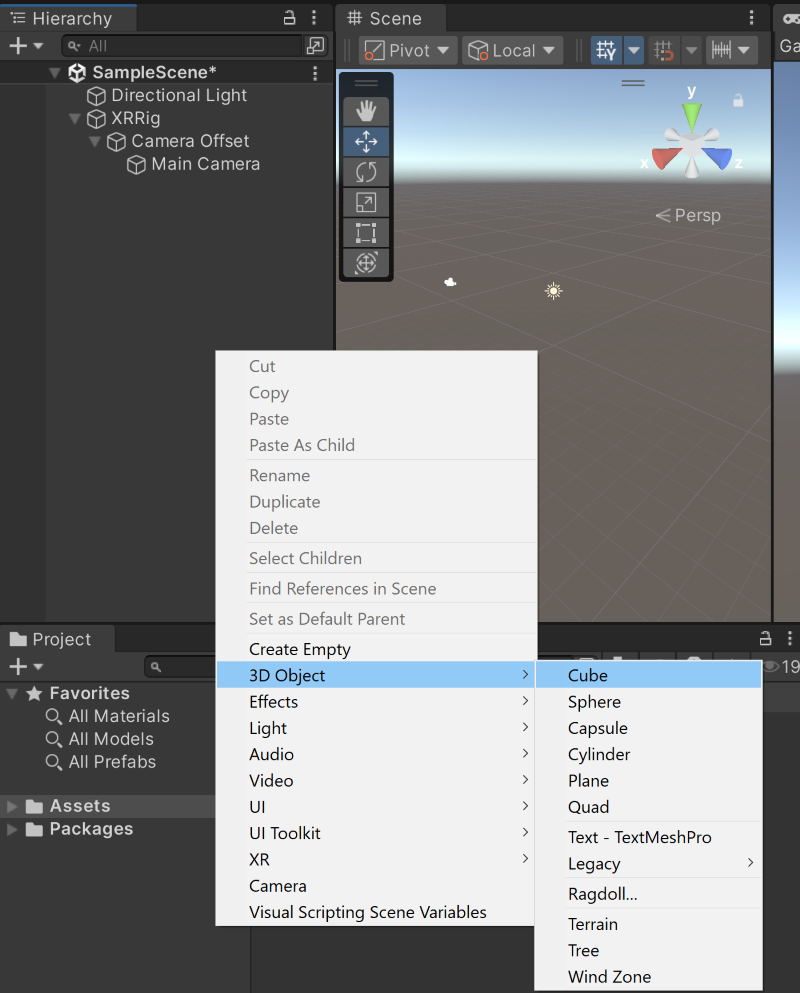 Hierarchy
All
SampleScene*
Directional Light
XRRig
Camera Offset
Main Camera
Scene
Pivot
Local
y
x
z
Persp
Ga
Cut
Copy
Paste
Paste As Child
Rename
Duplicate
Delete
Select Children
Find References in Scene
Set as Default Parent
Create Empty
3D Object
Effects
Light
Audio
Video
UI
UI Toolkit
XR
Camera
Visual Scripting Scene Variables
Cube
Sphere
Capsule
Cylinder
Plane
Quad
Text - TextMeshPro
Legacy
Ragdoll...
Terrain
Tree
Wind Zone
Project
19
Favorites
All Materials
All Models
All Prefabs
Assets
Packages